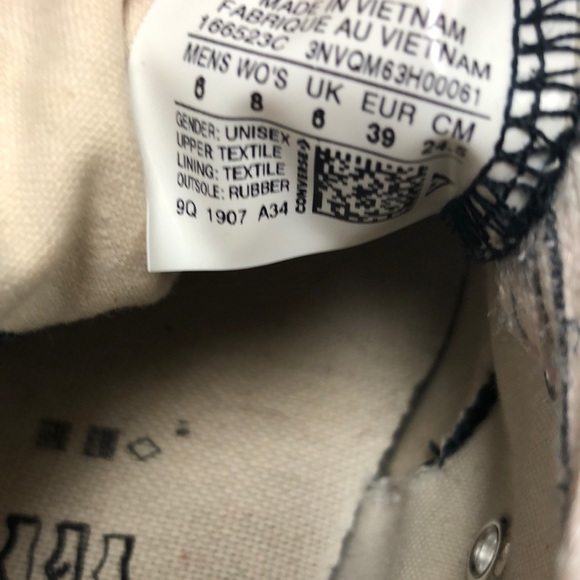 MADE IN VIETNAM
FABRIQUE AU VIETNAM
166523C 3NVQM63H00061
MENS WO'S UK EUR CM
6 8 6 39 24.5
GENDER: UNISEX
UPPER TEXTILE
LINING: TEXTILE
OUTSOLE: RUBBER
9Q 1907 A34
CONVERSE